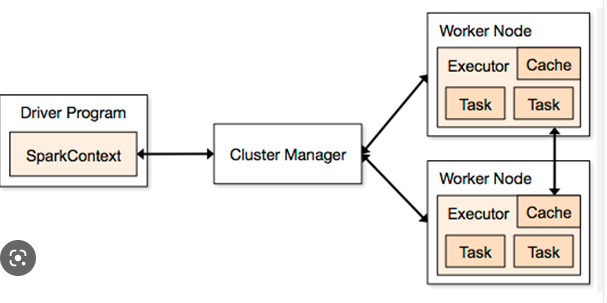 Driver Program
SparkContext
Cluster Manager
Worker Node
Executor
Cache
Task Task
Worker Node
Executor
Cache
Task Task